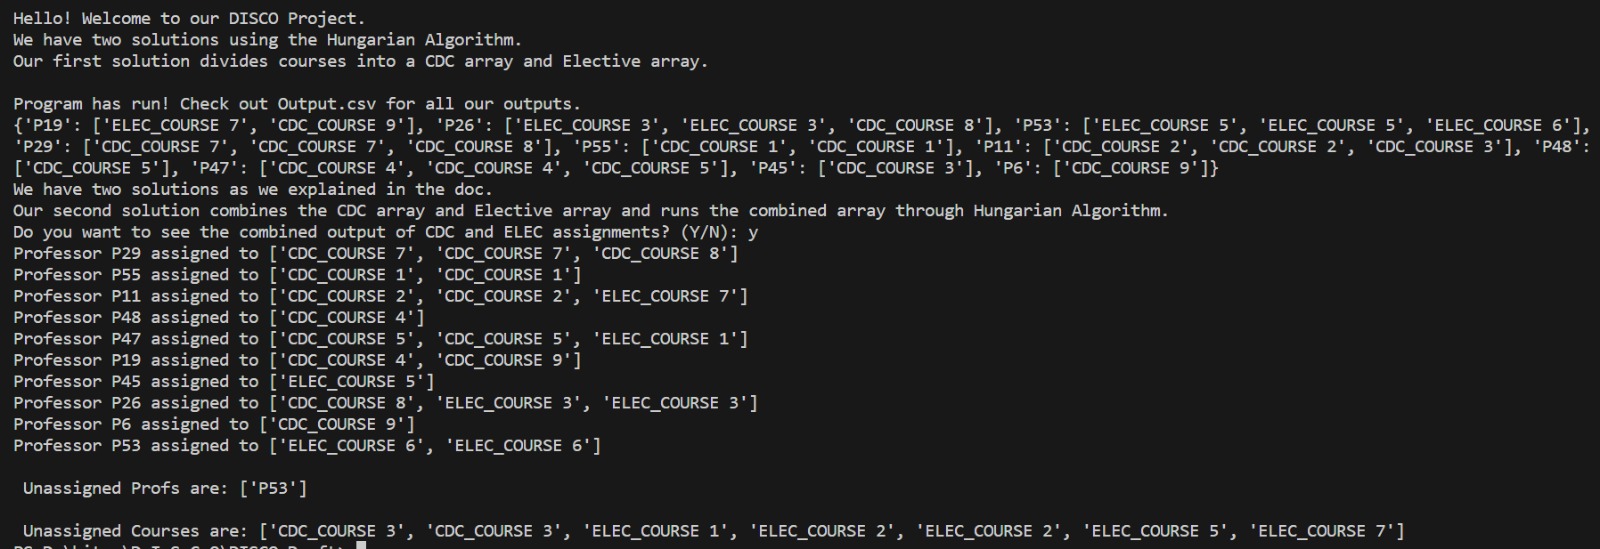 Hello! Welcome to our DISCO Project.
We have two solutions using the Hungarian Algorithm.
Our first solution divides courses into a CDC array and Elective array.
Program has run! Check out Output.csv for all our outputs.
{'P19': ['ELEC_COURSE 7', 'CDC_COURSE 9'], 'P26': ['ELEC_COURSE 3', 'ELEC_COURSE 3', 'CDC_COURSE 8'], 'P53': ['ELEC_COURSE 5', 'ELEC_COURSE 5', 'ELEC_COURSE 6'],
'P29': ['CDC_COURSE 7', 'CDC_COURSE 7', 'CDC_COURSE 8'], 'P55': ['CDC_COURSE 1', 'CDC_COURSE 1'], 'P11': ['CDC_COURSE 2', 'CDC_COURSE 2', 'CDC_COURSE 3'], 'P48':
['CDC_COURSE 5'], 'P47': ['CDC_COURSE 4', 'CDC_COURSE 4', 'CDC_COURSE 5'], 'P45': ['CDC_COURSE 3'], 'P6': ['CDC_COURSE 9']}
We have two solutions as we explained in the doc.
Our second solution combines the CDC array and Elective array and runs the combined array through Hungarian Algorithm.
Do you want to see the combined output of CDC and ELEC assignments? (Y/N): y
Professor P29 assigned to ['CDC_COURSE 7', 'CDC_COURSE 7', 'CDC_COURSE 8']
Professor P55 assigned to ['CDC_COURSE 1', 'CDC_COURSE 1']
Professor P11 assigned to ['CDC_COURSE 2', 'CDC_COURSE 2', 'ELEC_COURSE 7']
Professor P48 assigned to ['CDC_COURSE 4']
Professor P47 assigned to ['CDC_COURSE 5', 'CDC_COURSE 5', 'ELEC_COURSE 1']
Professor P19 assigned to ['CDC_COURSE 4', 'CDC_COURSE 9']
Professor P45 assigned to ['ELEC_COURSE 5']
Professor P26 assigned to ['CDC_COURSE 8', 'ELEC_COURSE 3', 'ELEC_COURSE 3']
Professor P6 assigned to ['CDC_COURSE 9']
Professor P53 assigned to ['ELEC_COURSE 6', 'ELEC_COURSE 6']
Unassigned Profs are: ['P53']
Unassigned Courses are: ['CDC_COURSE 3', 'CDC_COURSE 3', 'ELEC_COURSE 1', 'ELEC_COURSE 2', 'ELEC_COURSE 2', 'ELEC_COURSE 5', 'ELEC_COURSE 7']